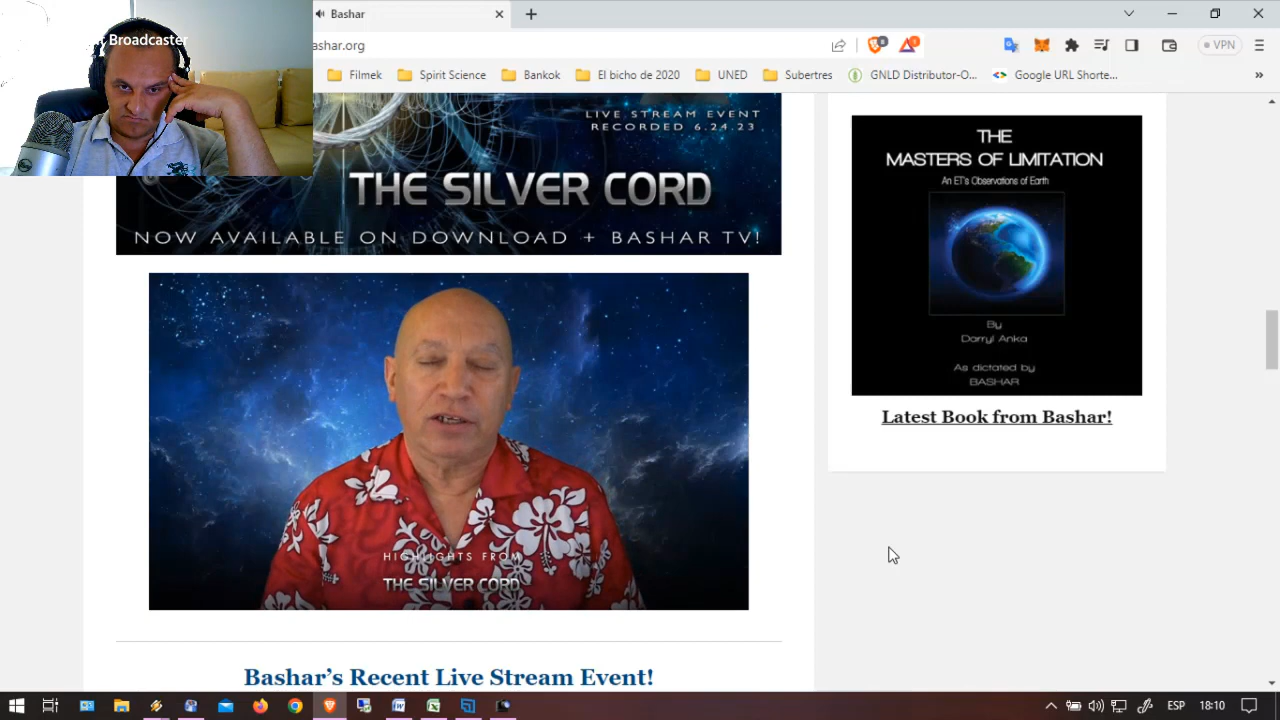 Broadcaster
Bashar
ashar.org
VPN
Filmek
Spirit Science
Bankok
El bicho de 2020
UNED
Subertres
GNLD Distributor-O...
Google URL Shorte...
»
LIVE STREAM EVENT
RECORDED 6.24.23
THE SILVER CORD
NOW AVAILABLE ON DOWNLOAD + BASHAR TV!
HIGHLIGHTS FROM
THE SILVER CORD
Bashar’s Recent Live Stream Event!
THE
MASTERS OF LIMITATION
An ET's Observations of Earth
By
Darryl Anka
As dictated by
BASHAR
Latest Book from Bashar!
ESP
18:10